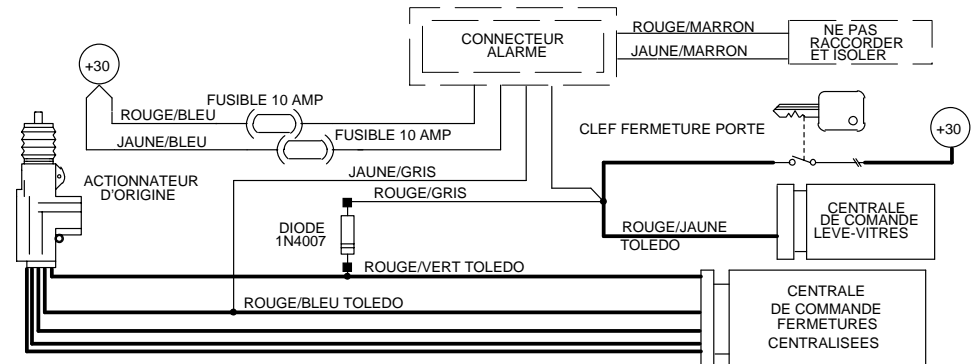 CONNECTEUR
ALARME
ROUGE/MARRON
JAUNE/MARRON
NE PAS
RACCORDER
ET ISOLER
+30
ROUGE/BLEU
FUSIBLE 10 AMP
JAUNE/BLEU
FUSIBLE 10 AMP
CLEF FERMETURE PORTE
+30
ACTIONNATEUR
D'ORIGINE
JAUNE/GRIS
ROUGE/GRIS
DIODE
1N4007
ROUGE/JAUNE
TOLEDO
CENTRALE
DE COMANDE
LEVE-VITRES
ROUGE/VERT TOLEDO
ROUGE/BLEU TOLEDO
CENTRALE
DE COMMANDE
FERMETURES
CENTRALISEES